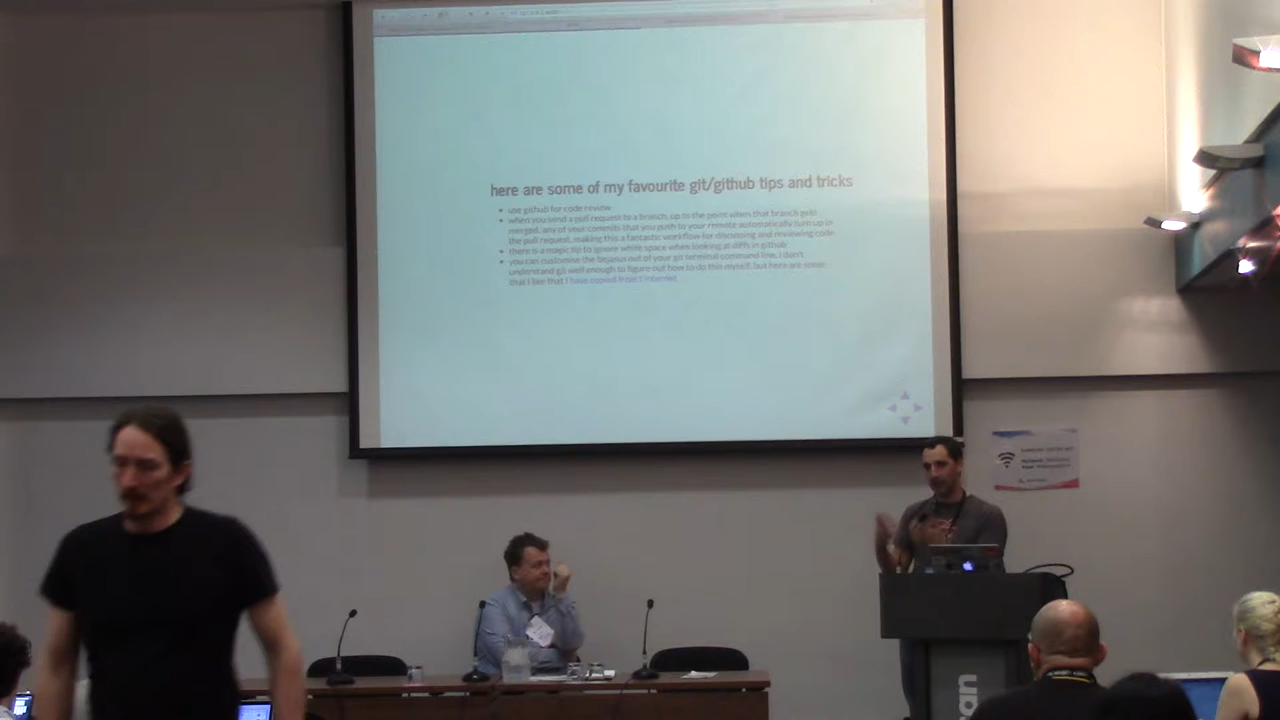 here are some of my favourite git/github tips and tricks
use github for code review
when you send a pull request to a branch, up to the point when that branch gets
merged, any of your commits that you push to your remote automatically turn up in
the pull request, making this a fantastic workflow for discussing and reviewing code
there is a magic tip to ignore white space when looking at diffs in github
you can customise the bejasus out of your git terminal command line, I don't
understand git well enough to figure out how to do this myself, but here are some
that I like that I have copied from t'internet
can